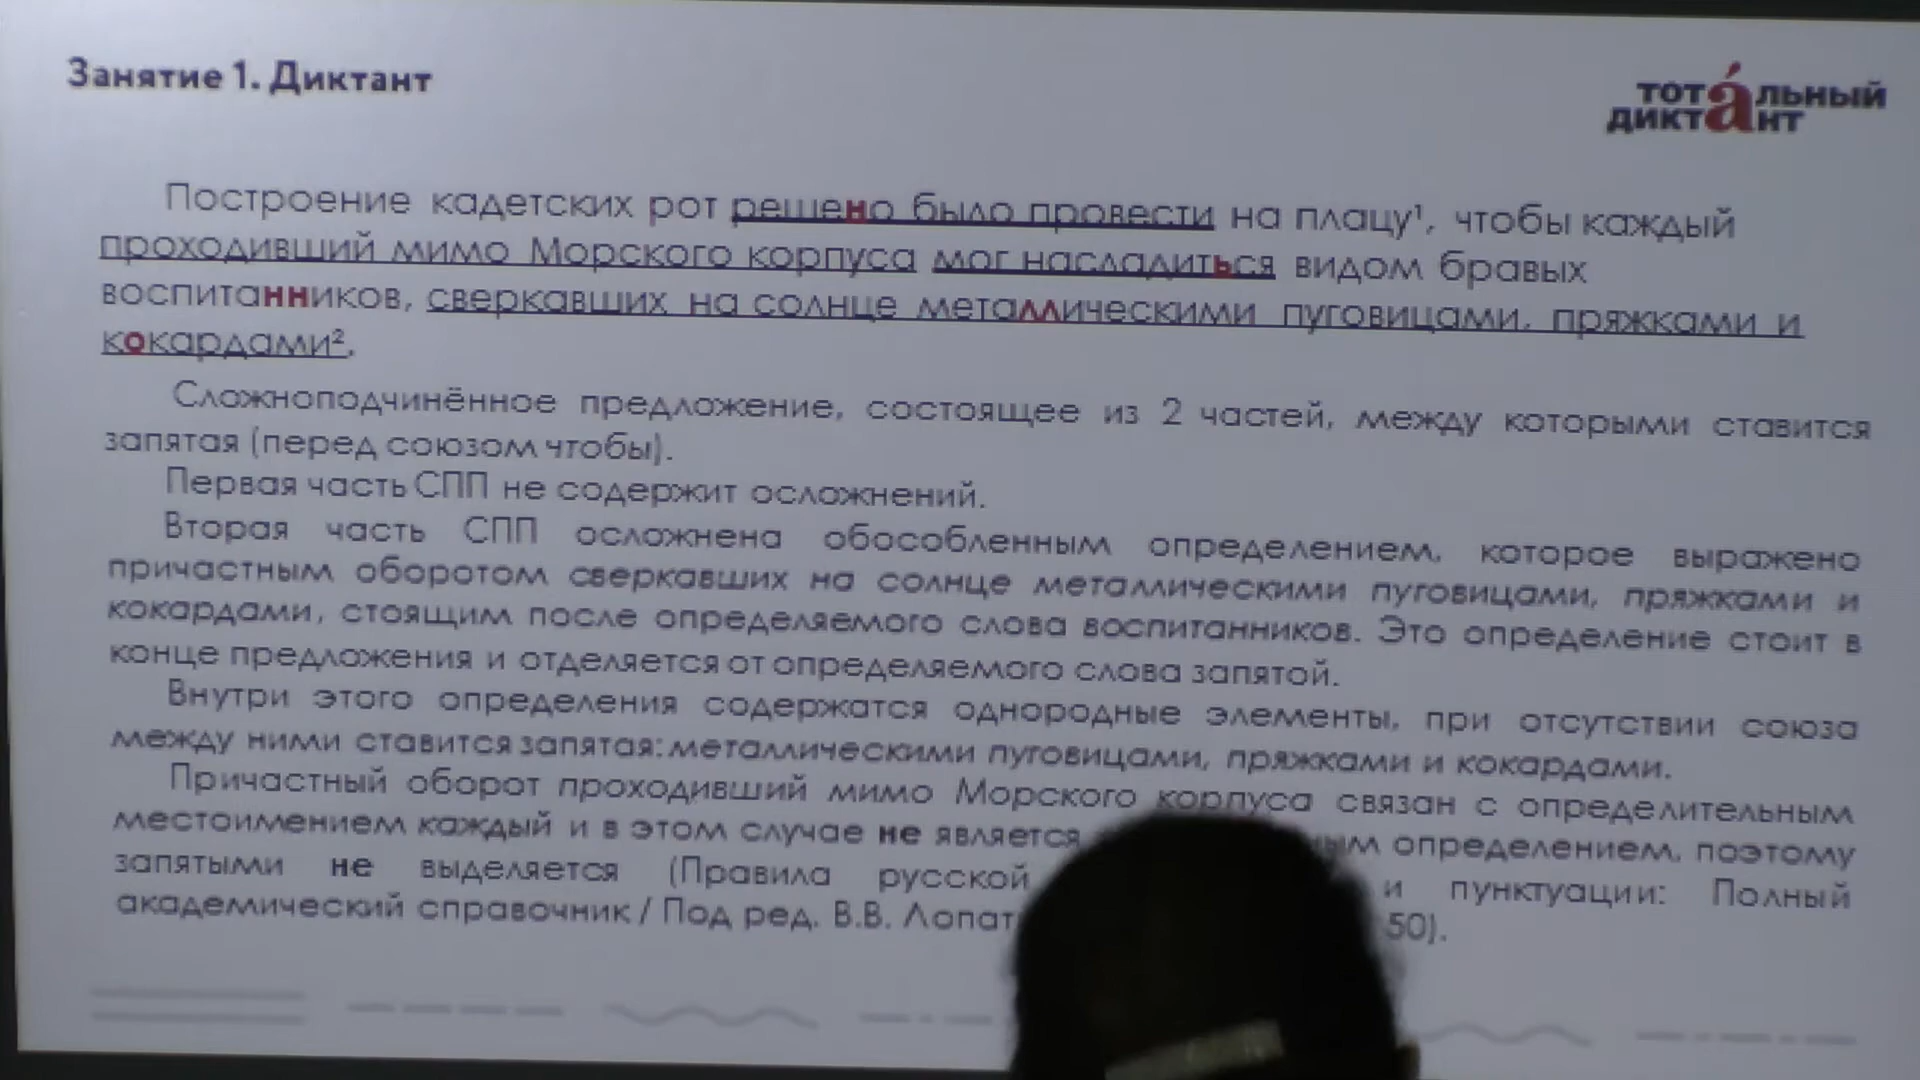 Занятие 1. Диктант
тотальный
диктант
Построение кадетских рот решено было провести на плацу¹, чтобы каждый
проходивший мимо Морского корпуса мог насладиться видом бравых
воспитанников, сверкавших на солнце металлическими пуговицами, пряжками и
кокардами².
Сложноподчинённое предложение, состоящее из 2 частей, между которыми ставится
запятая (перед союзом чтобы).
Первая часть СПП не содержит осложнений.
Вторая часть СПП осложнена обособленным определением, которое выражено
причастным оборотом сверкавших на солнце металлическими пуговицами, пряжками и
кокардами, стоящим после определяемого слова воспитанников. Это определение стоит в
конце предложения и отделяется от определяемого слова запятой.
Внутри этого определения содержатся однородные элементы, при отсутствии союза
между ними ставится запятая: металлическими пуговицами, пряжками и кокардами.
Причастный оборот проходивший мимо Морского корпуса связан с определительным
местоимением каждый и в этом случае не является определением, поэтому
запятыми не выделяется (Правила русской и пунктуации: Полный
академический справочник / Под ред. В.В. 50).